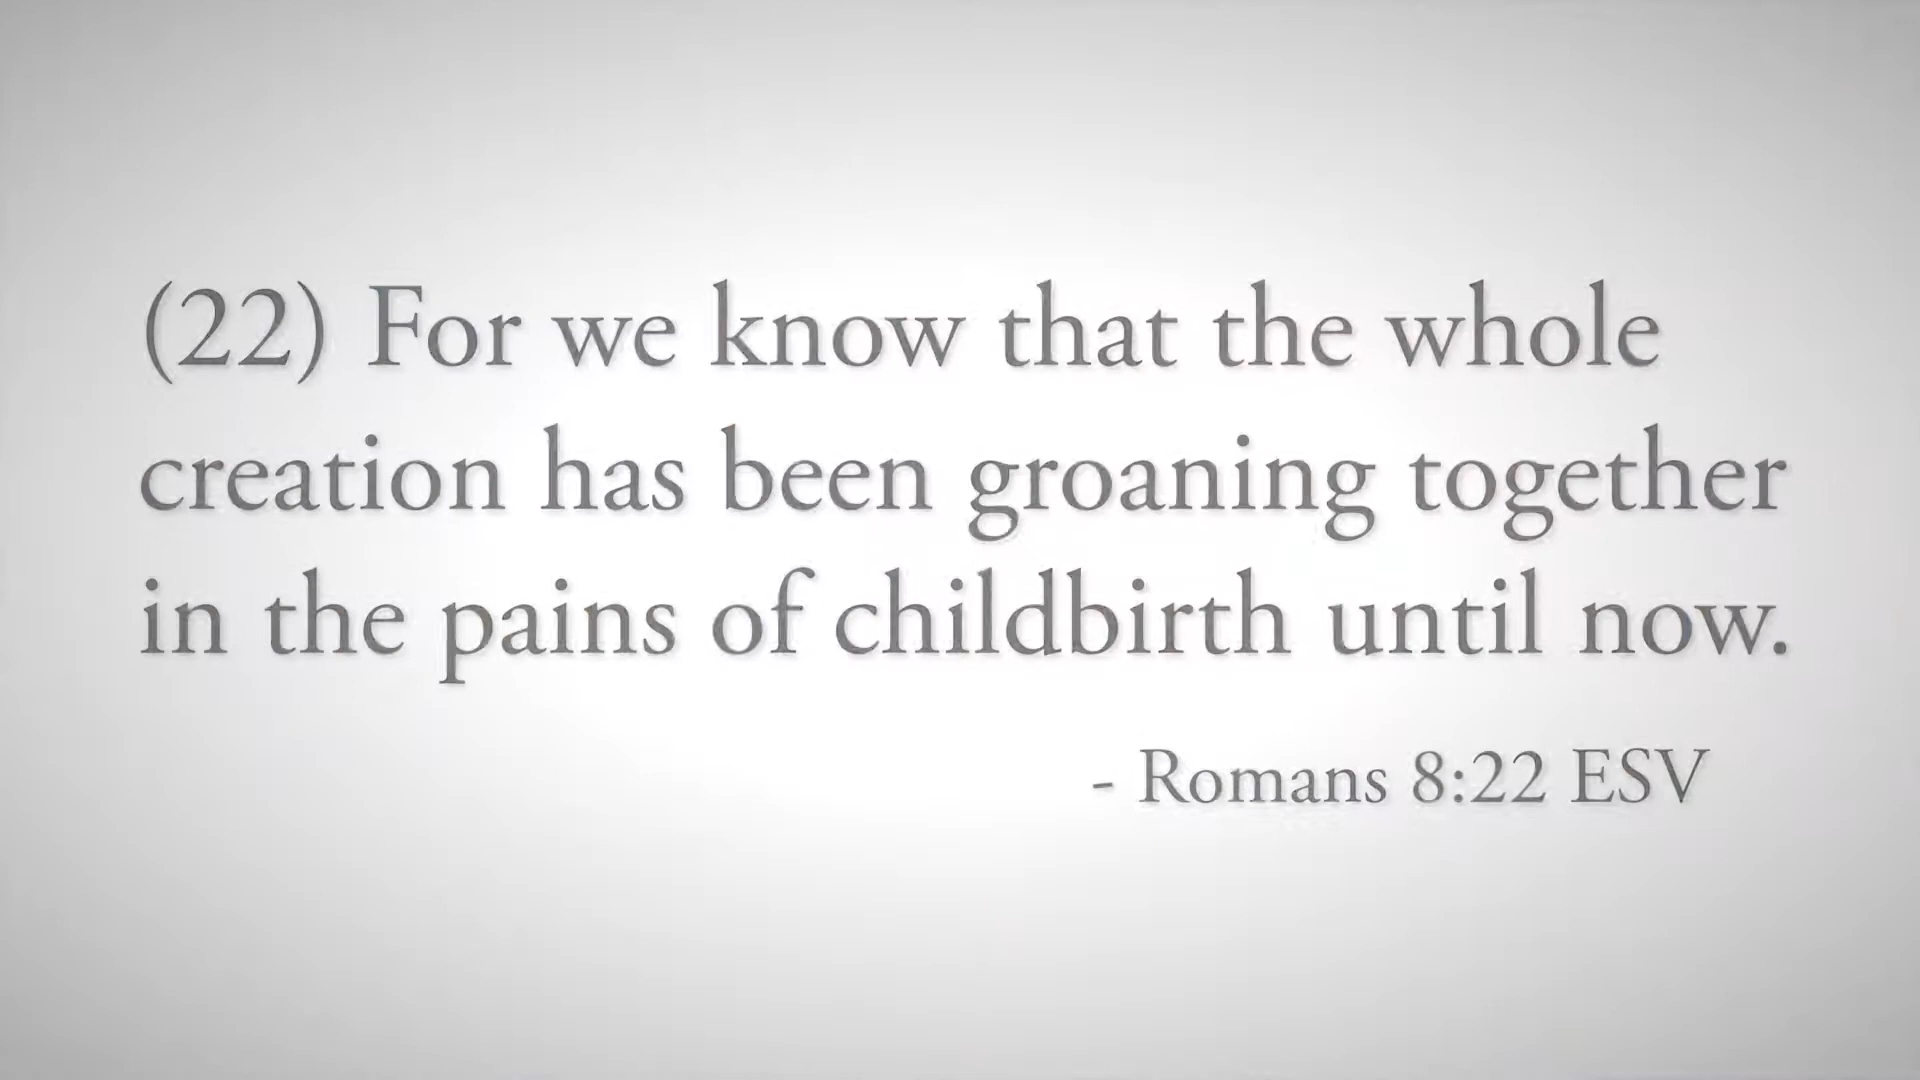 (22) For we know that the whole
creation has been groaning together
in the pains of childbirth until now.
- Romans 8:22 ESV